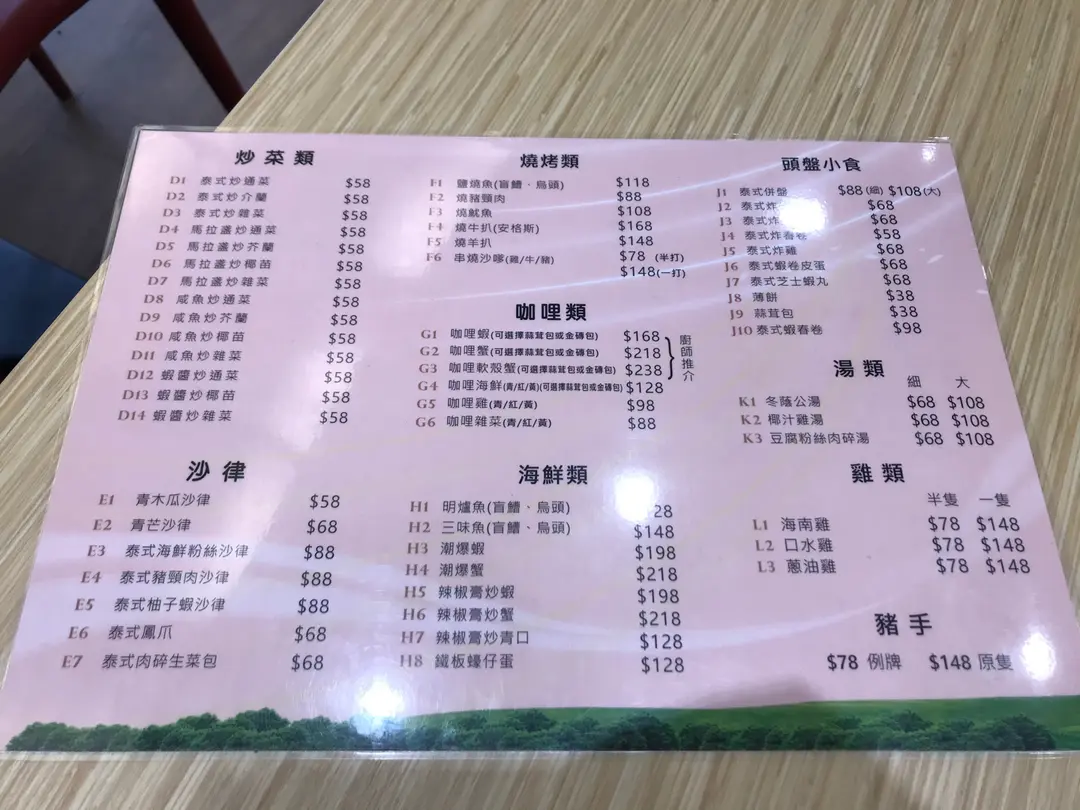 炒菜類
D1 泰式炒通菜 $58
D2 泰式炒介蘭 $58
D3 泰式炒雜菜 $58
D4 馬拉盞炒通菜 $58
D5 馬拉盞炒芥蘭 $58
D6 馬拉盞炒椰苗 $58
D7 馬拉盞炒雜菜 $58
D8 咸魚炒通菜 $58
D9 咸魚炒芥蘭 $58
D10 咸魚炒椰苗 $58
D11 咸魚炒雜菜 $58
D12 蝦醬炒通菜 $58
D13 蝦醬炒椰苗 $58
D14 蝦醬炒雜菜 $58
沙律
E1 青木瓜沙律 $58
E2 青芒沙律 $68
E3 泰式海鮮粉絲沙律 $88
E4 泰式豬頸肉沙律 $88
E5 泰式柚子蝦沙律 $88
E6 泰式鳳爪 $68
E7 泰式肉碎生菜包 $68
燒烤類
F1 鹽燒魚(盲鰽、烏頭) $118
F2 燒豬頸肉 $88
F3 燒魷魚 $108
F4 燒牛扒(安格斯) $168
F5 燒羊扒 $148
F6 串燒沙嗲(雞/牛/豬) $78 (半打)
$148(一打)
咖哩類
G1 咖哩蝦(可選擇蒜茸包或金磚包) $168
G2 咖哩蟹(可選擇蒜茸包或金磚包) $218
G3 咖哩軟殼蟹(可選擇蒜茸包或金磚包) $238
廚師推介
G4 咖哩海鮮(青/紅/黃)(可選擇蒜茸包或金磚包) $128
G5 咖哩雞(青/紅/黃) $98
G6 咖哩雜菜(青/紅/黃) $88
海鮮類
H1 明爐魚(盲鰽、烏頭) 28
H2 三味魚(盲鰽、烏頭) $148
H3 潮爆蝦 $198
H4 潮爆蟹 $218
H5 辣椒膏炒蝦 $198
H6 辣椒膏炒蟹 $218
H7 辣椒膏炒青口 $128
H8 鐵板蠔仔蛋 $128
頭盤小食
J1 泰式併盤 $88(細) $108(大)
J2 泰式炸 $68
J3 泰式炸 $68
J4 泰式炸春卷 $58
J5 泰式炸雞 $68
J6 泰式蝦卷皮蛋 $68
J7 泰式芝士蝦丸 $68
J8 薄餅 $38
J9 蒜茸包 $38
J10 泰式蝦春卷 $98
湯類
細 大
K1 冬蔭公湯 $68 $108
K2 椰汁雞湯 $68 $108
K3 豆腐粉絲肉碎湯 $68 $108
雞類
半隻 一隻
L1 海南雞 $78 $148
L2 口水雞 $78 $148
L3 蔥油雞 $78 $148
豬手
$78 例牌 $148 原隻